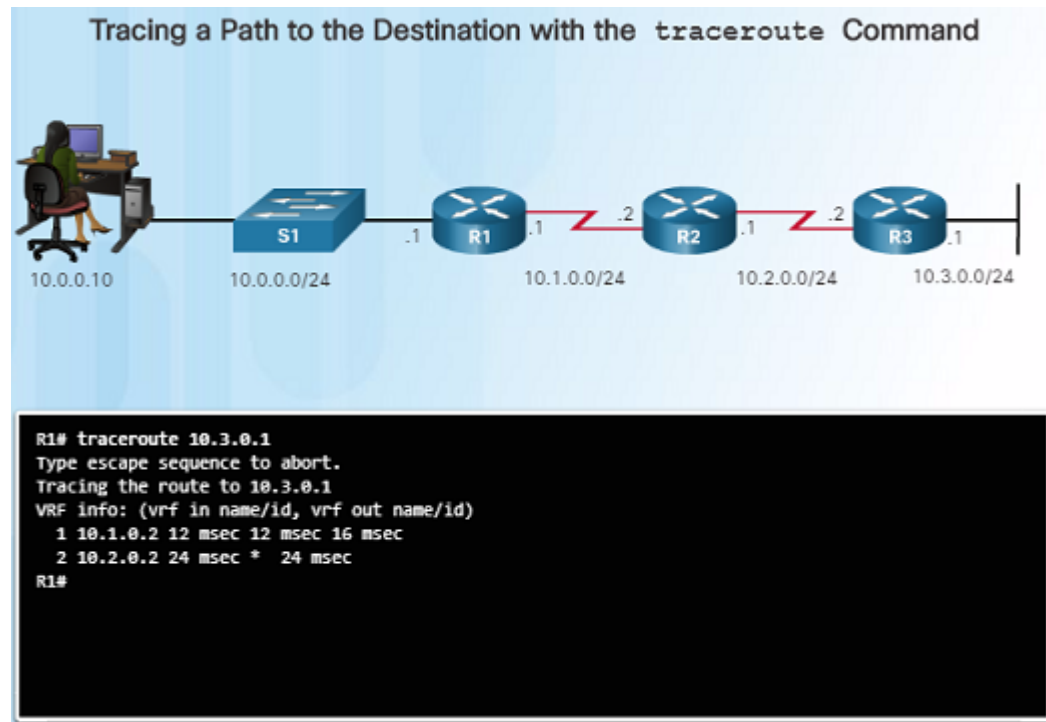 Tracing a Path to the Destination with the traceroute Command
S1
.1
R1
.1
.2
R2
.1
.2
R3
.1
10.0.0.10
10.0.0.0/24
10.1.0.0/24
10.2.0.0/24
10.3.0.0/24
R1# traceroute 10.3.0.1
Type escape sequence to abort.
Tracing the route to 10.3.0.1
VRF info: (vrf in name/id, vrf out name/id)
1 10.1.0.2 12 msec 12 msec 16 msec
2 10.2.0.2 24 msec * 24 msec
R1#